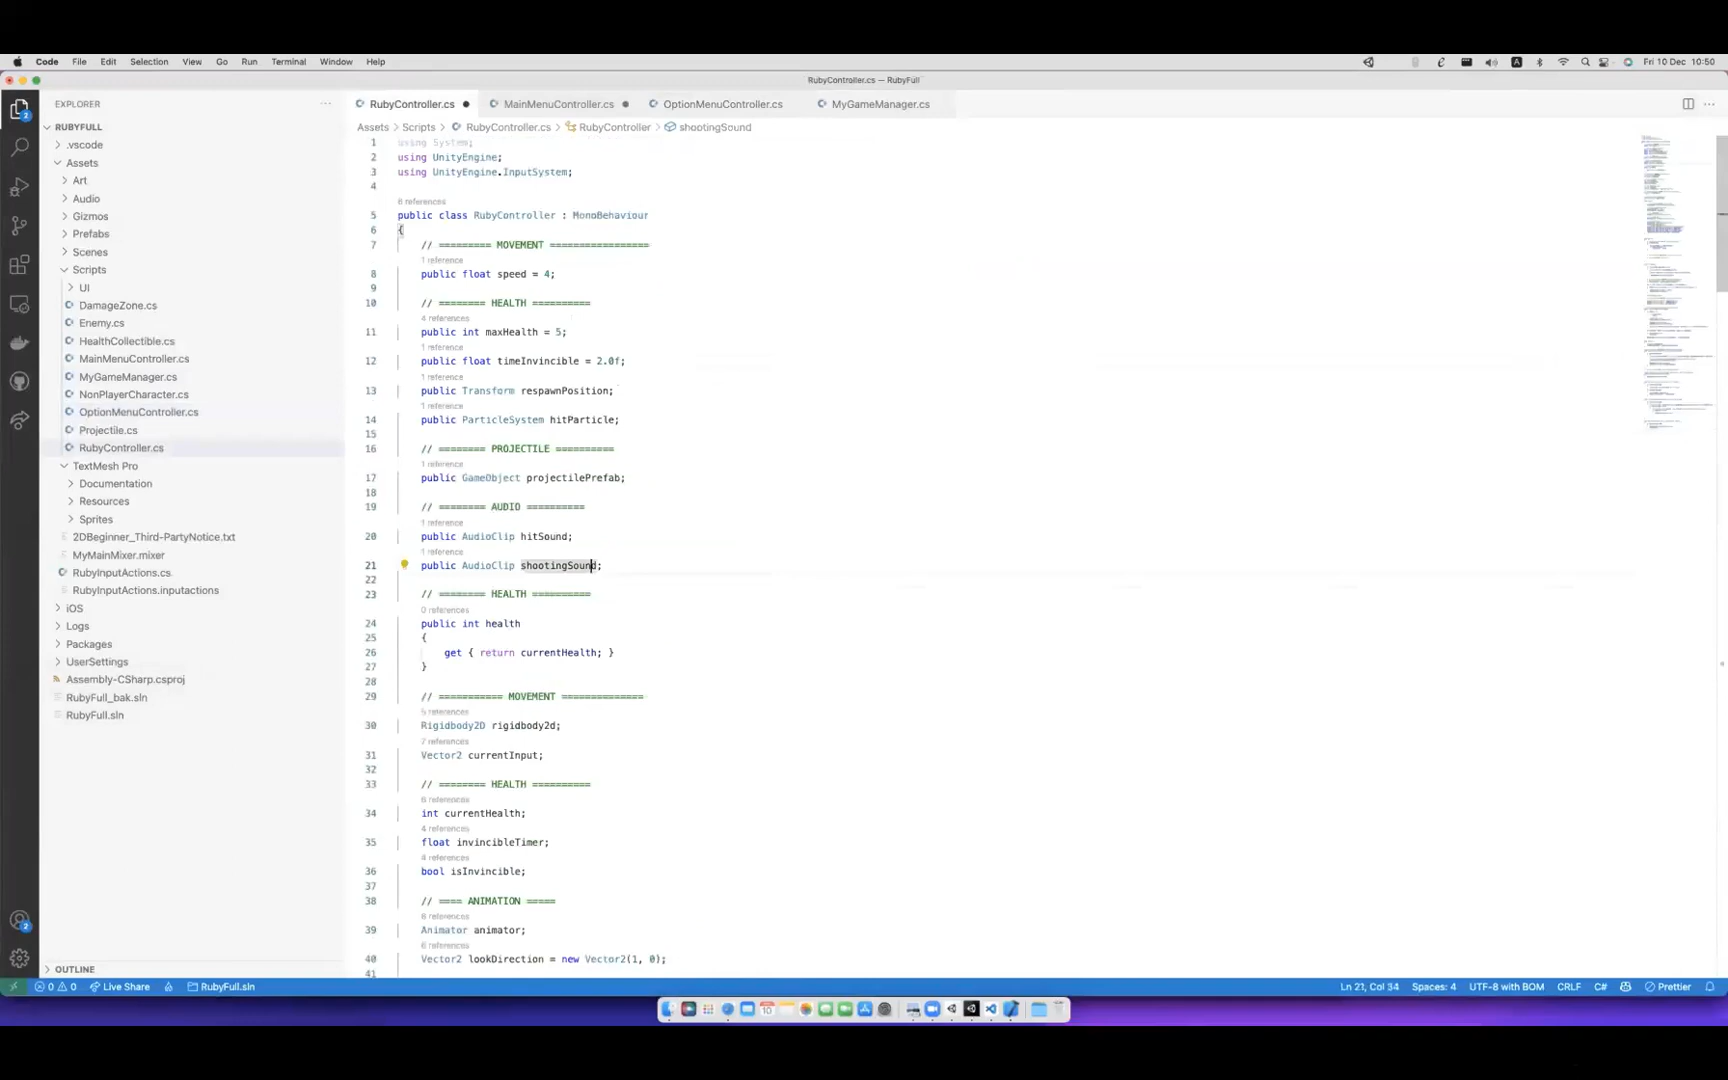 Code File Edit Selection View Go Run Terminal Window Help
A Fri 10 Dec 10:50
RubyController.cs — RubyFull
EXPLORER
RubyController.cs MainMenuController.cs OptionMenuController.cs MyGameManager.cs
Assets > Scripts > RubyController.cs > RubyController > shootingSound
RUBYFULL
.vscode
Assets
Art
Audio
Gizmos
Prefabs
Scenes
Scripts
UI
DamageZone.cs
Enemy.cs
HealthCollectible.cs
MainMenuController.cs
MyGameManager.cs
NonPlayerCharacter.cs
OptionMenuController.cs
Projectile.cs
RubyController.cs
TextMesh Pro
Documentation
Resources
Sprites
2DBeginner_Third-PartyNotice.txt
MyMainMixer.mixer
RubyInputActions.cs
RubyInputActions.inputactions
iOS
Logs
Packages
UserSettings
Assembly-CSharp.csproj
RubyFull_bak.sln
RubyFull.sln
OUTLINE
1 using System;
2 using UnityEngine;
3 using UnityEngine.InputSystem;
4
6 references
5 public class RubyController : MonoBehaviour
6 {
7 // ========= MOVEMENT =================
1 reference
8 public float speed = 4;
9
10 // ======== HEALTH ==========
4 references
11 public int maxHealth = 5;
1 reference
12 public float timeInvincible = 2.0f;
1 reference
13 public Transform respawnPosition;
1 reference
14 public ParticleSystem hitParticle;
15
16 // ======== PROJECTILE ==========
1 reference
17 public GameObject projectilePrefab;
18
19 // ======== AUDIO ==========
1 reference
20 public AudioClip hitSound;
1 reference
21 public AudioClip shootingSound;
22
23 // ======== HEALTH ==========
0 references
24 public int health
25 {
26 get { return currentHealth; }
27 }
28
29 // =========== MOVEMENT ==============
5 references
30 Rigidbody2D rigidbody2d;
7 references
31 Vector2 currentInput;
32
33 // ======== HEALTH ==========
6 references
34 int currentHealth;
4 references
35 float invincibleTimer;
4 references
36 bool isInvincible;
37
38 // ==== ANIMATION =====
6 references
39 Animator animator;
6 references
40 Vector2 lookDirection = new Vector2(1, 0);
41
2
2
0 0 Live Share RubyFull.sln Ln 21, Col 34 Spaces: 4 UTF-8 with BOM CRLF C# Prettier